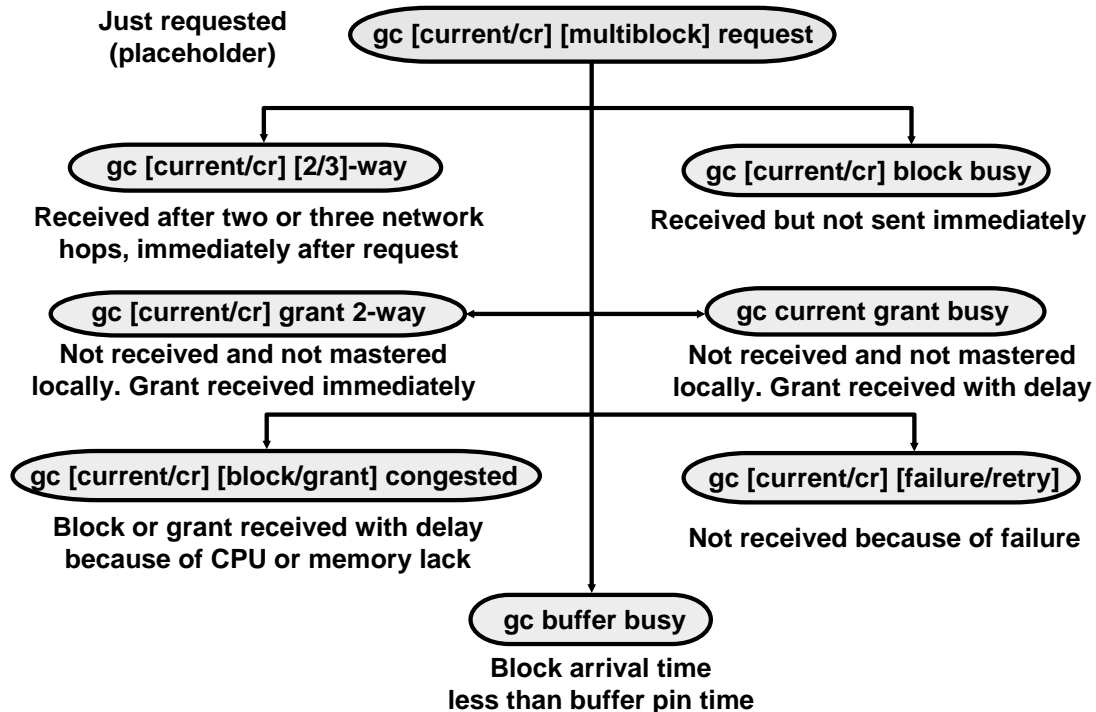 Just requested
(placeholder)
gc [current/cr] [multiblock] request
gc [current/cr] [2/3]-way
Received after two or three network
hops, immediately after request
gc [current/cr] block busy
Received but not sent immediately
gc [current/cr] grant 2-way
Not received and not mastered
locally. Grant received immediately
gc current grant busy
Not received and not mastered
locally. Grant received with delay
gc [current/cr] [block/grant] congested
Block or grant received with delay
because of CPU or memory lack
gc [current/cr] [failure/retry]
Not received because of failure
gc buffer busy
Block arrival time
less than buffer pin time